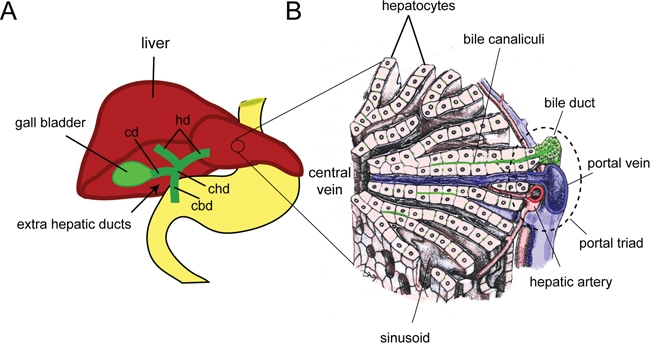 A
B
hepatocytes
liver
bile canaliculi
gall bladder
cd
hd
bile duct
central
vein
portal vein
chd
cbd
extra hepatic ducts
portal triad
hepatic artery
sinusoid